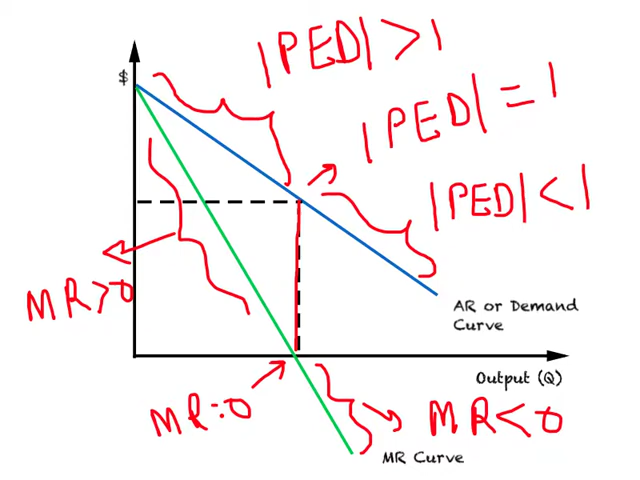 |PED| > 1
$
|PED| = 1
|PED| < 1
MR>0
AR or Demand
Curve
Output (Q)
MR=0
MR<0
MR Curve